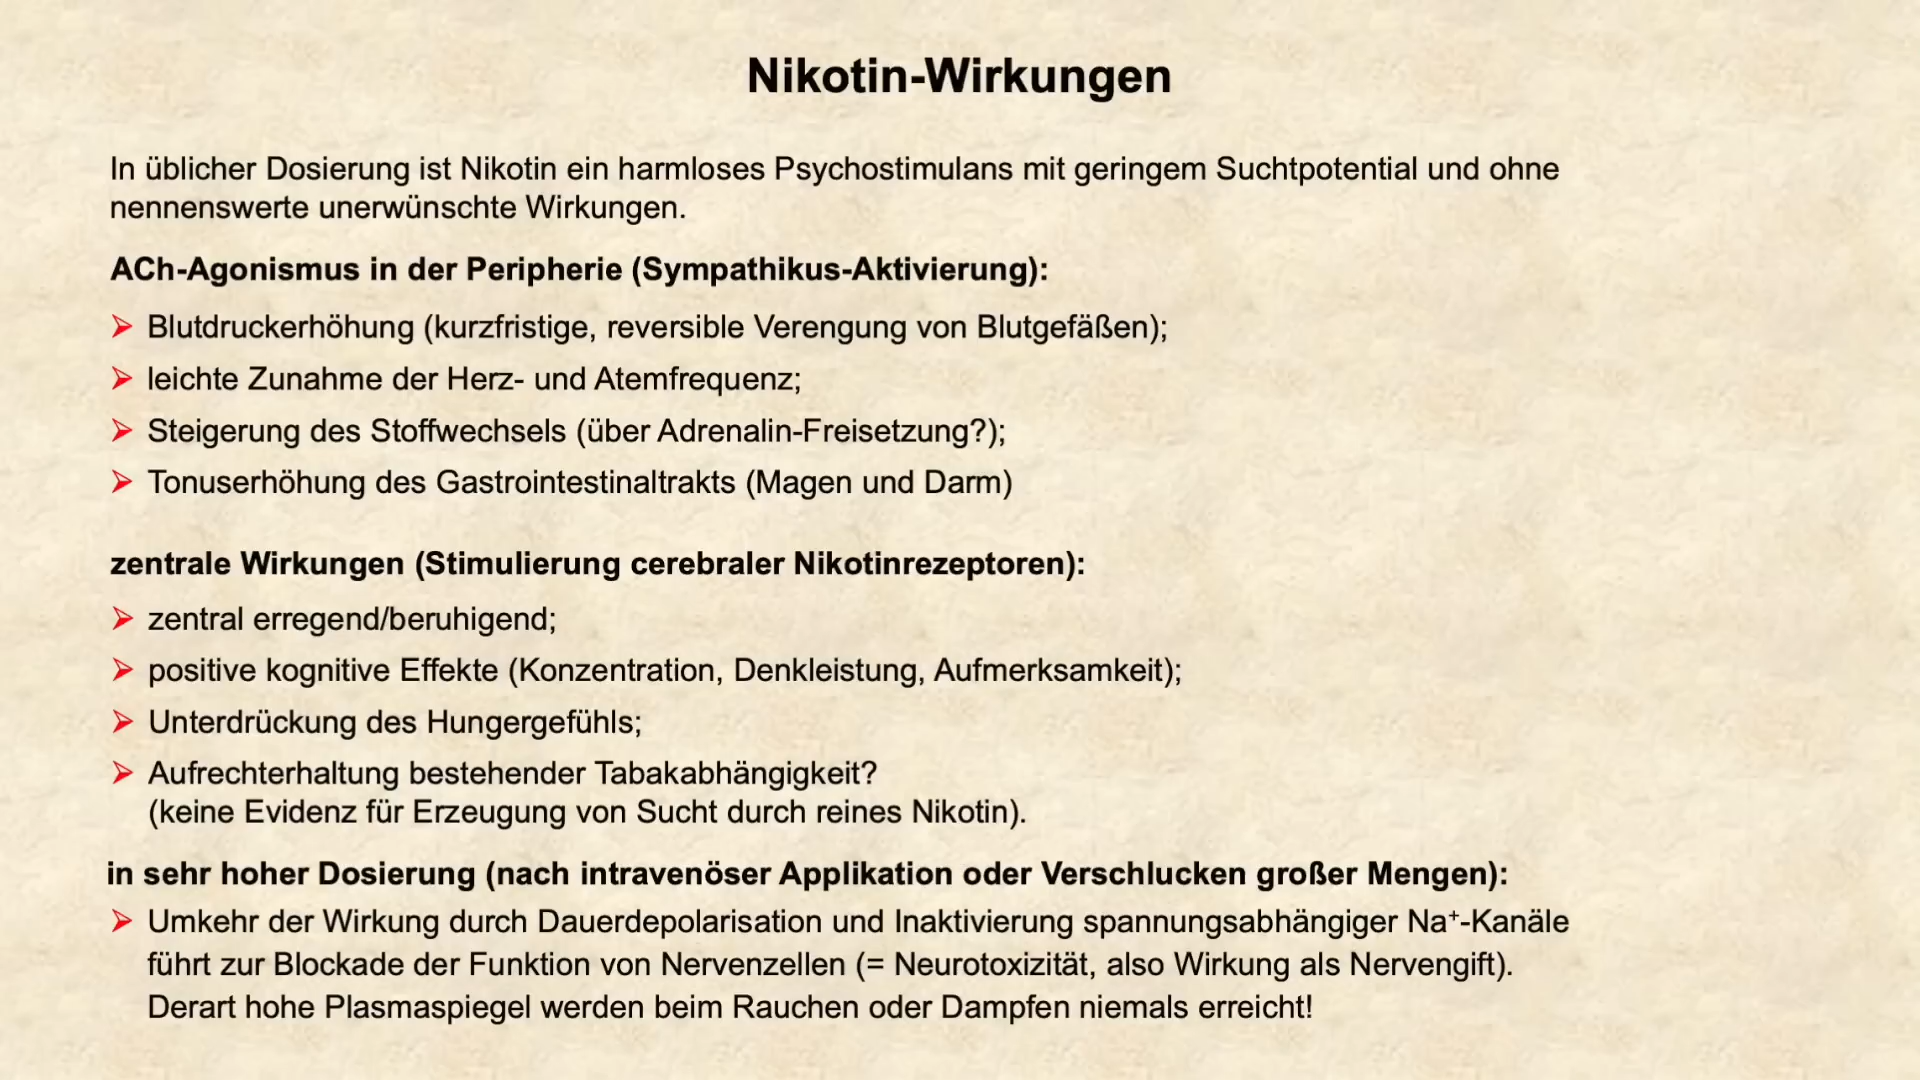 Nikotin-Wirkungen
In üblicher Dosierung ist Nikotin ein harmloses Psychostimulans mit geringem Suchtpotential und ohne
nennenswerte unerwünschte Wirkungen.
ACh-Agonismus in der Peripherie (Sympathikus-Aktivierung):
➢ Blutdruckerhöhung (kurzfristige, reversible Verengung von Blutgefäßen);
➢ leichte Zunahme der Herz- und Atemfrequenz;
➢ Steigerung des Stoffwechsels (über Adrenalin-Freisetzung?);
➢ Tonuserhöhung des Gastrointestinaltrakts (Magen und Darm)
zentrale Wirkungen (Stimulierung cerebraler Nikotinrezeptoren):
➢ zentral erregend/beruhigend;
➢ positive kognitive Effekte (Konzentration, Denkleistung, Aufmerksamkeit);
➢ Unterdrückung des Hungergefühls;
➢ Aufrechterhaltung bestehender Tabakabhängigkeit?
(keine Evidenz für Erzeugung von Sucht durch reines Nikotin).
in sehr hoher Dosierung (nach intravenöser Applikation oder Verschlucken großer Mengen):
➢ Umkehr der Wirkung durch Dauerdepolarisation und Inaktivierung spannungsabhängiger Na⁺-Kanäle
führt zur Blockade der Funktion von Nervenzellen (= Neurotoxizität, also Wirkung als Nervengift).
Derart hohe Plasmaspiegel werden beim Rauchen oder Dampfen niemals erreicht!